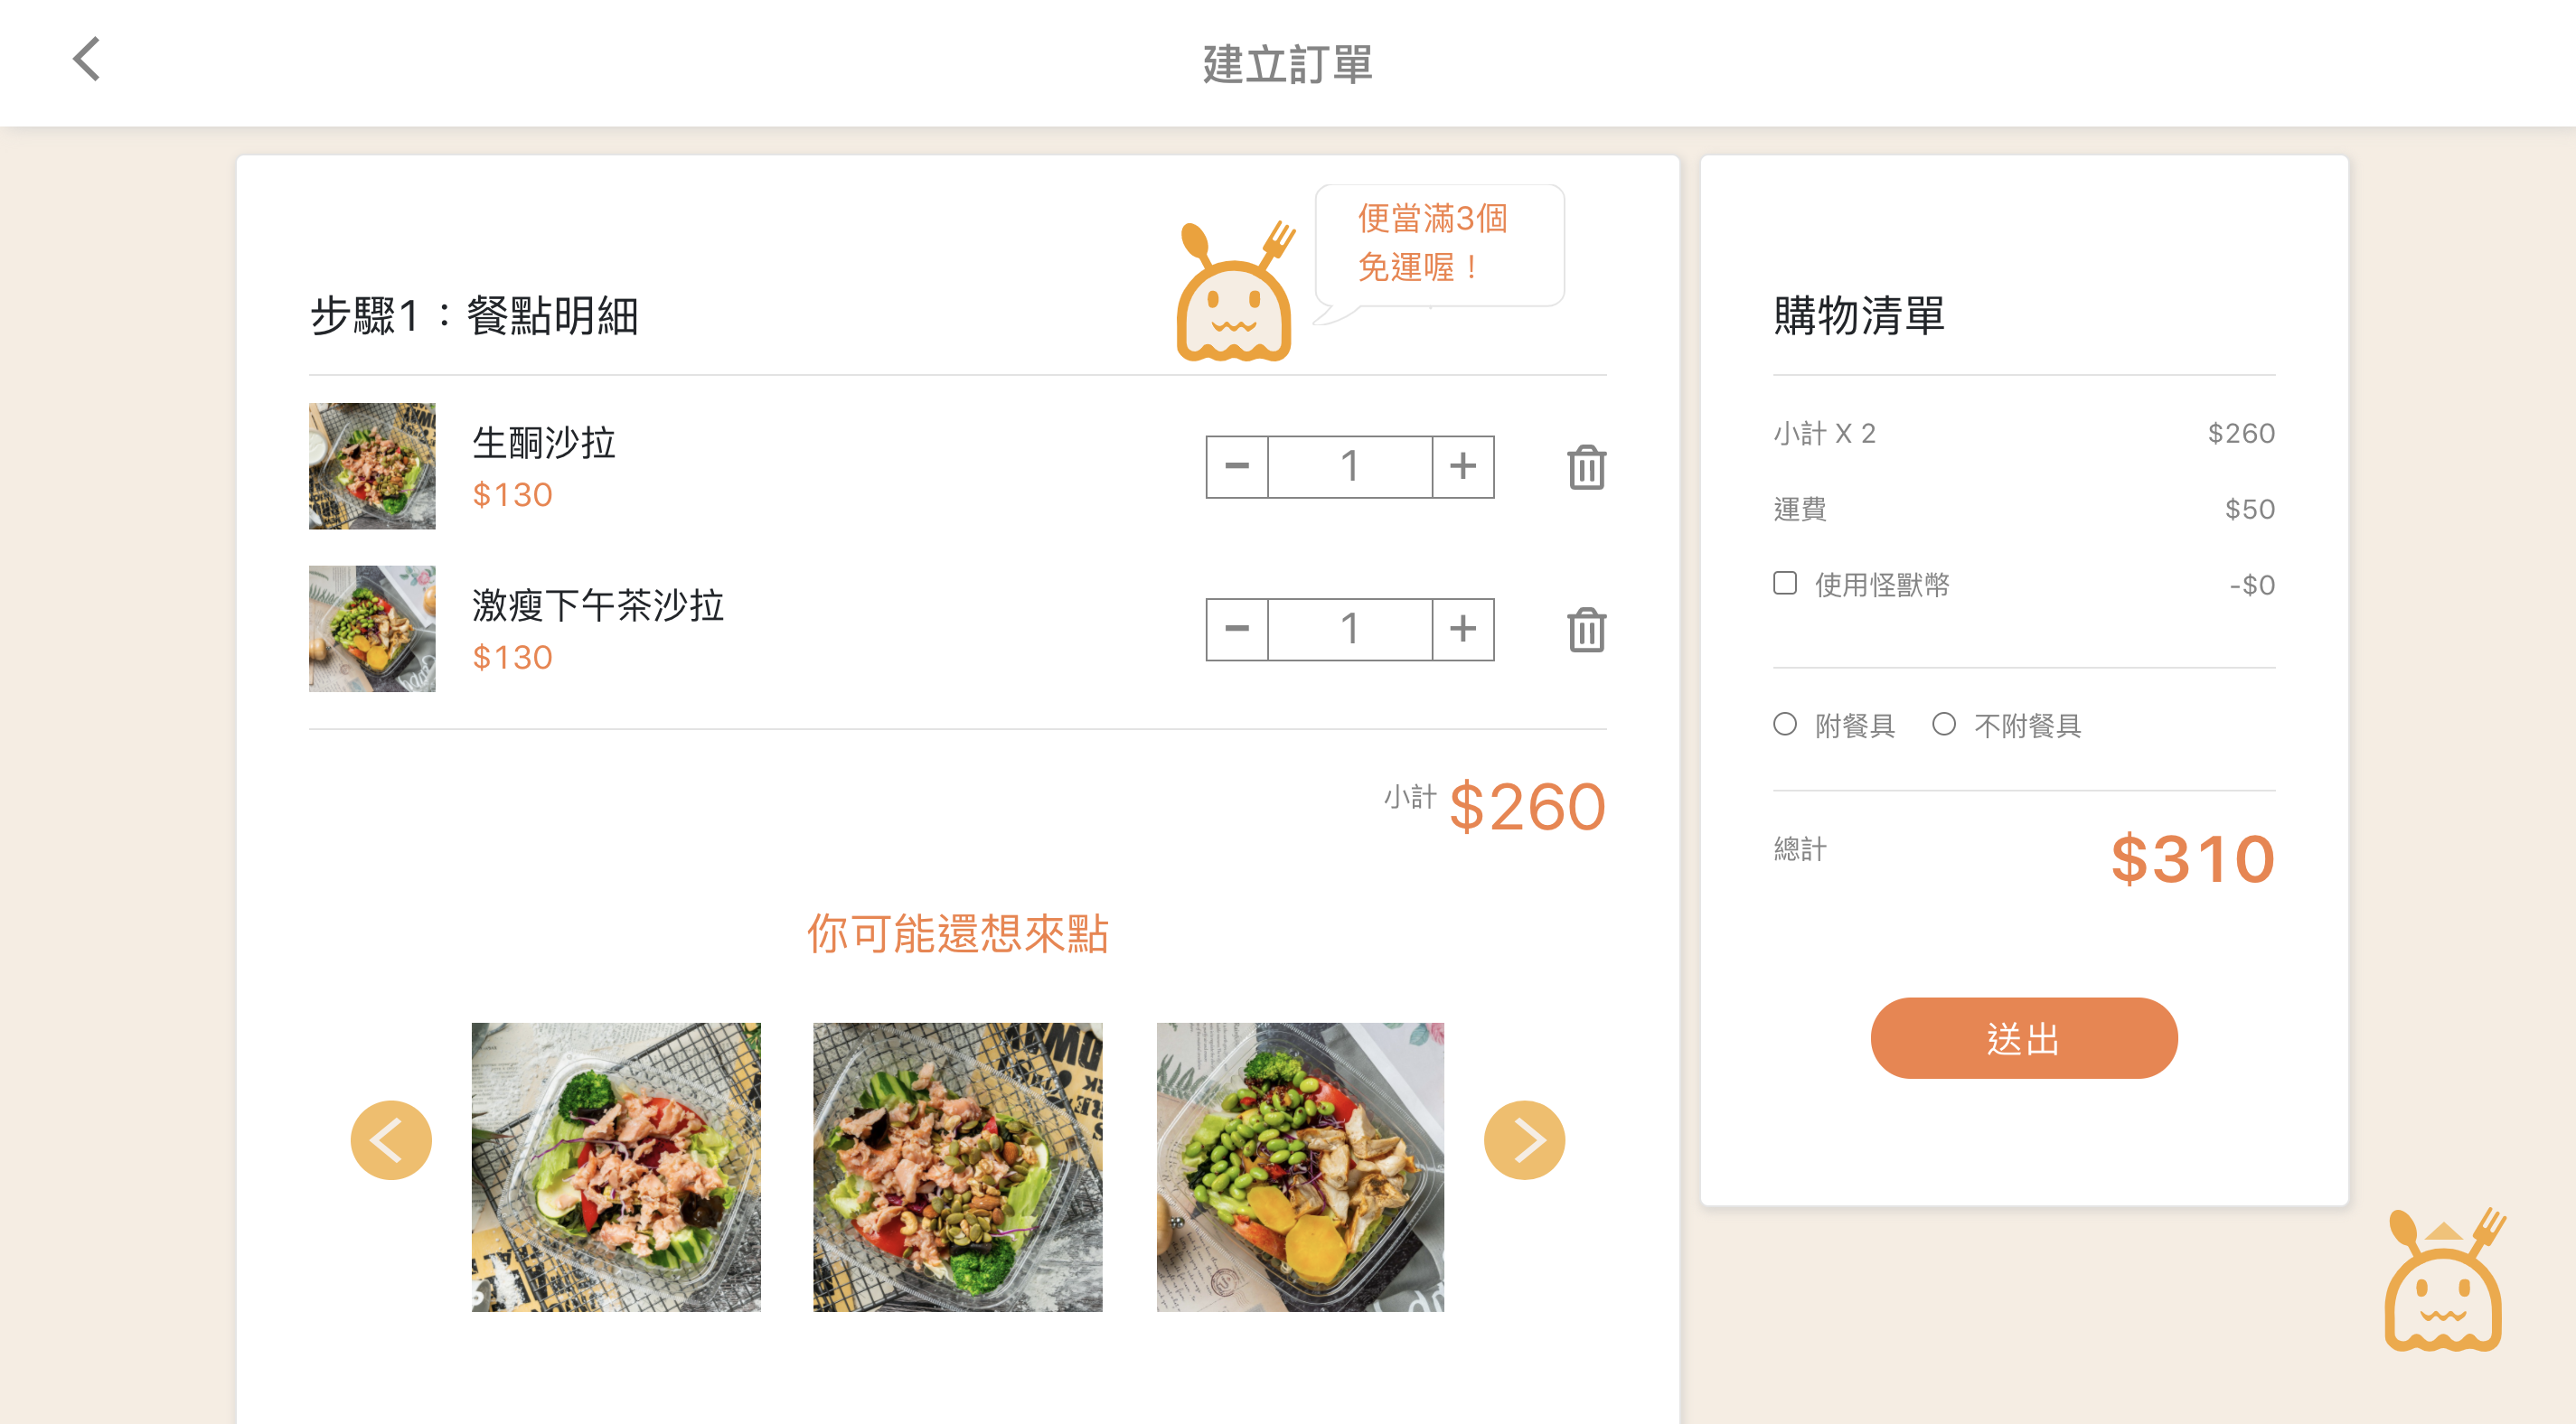 建立訂單
便當滿3個
免運喔！
步驟1：餐點明細
生酮沙拉
$130
1
激瘦下午茶沙拉
$130
1
小計 $260
你可能還想來點
購物清單
小計 X 2 $260
運費 $50
使用怪獸幣 -$0
附餐具 不附餐具
總計 $310
送出